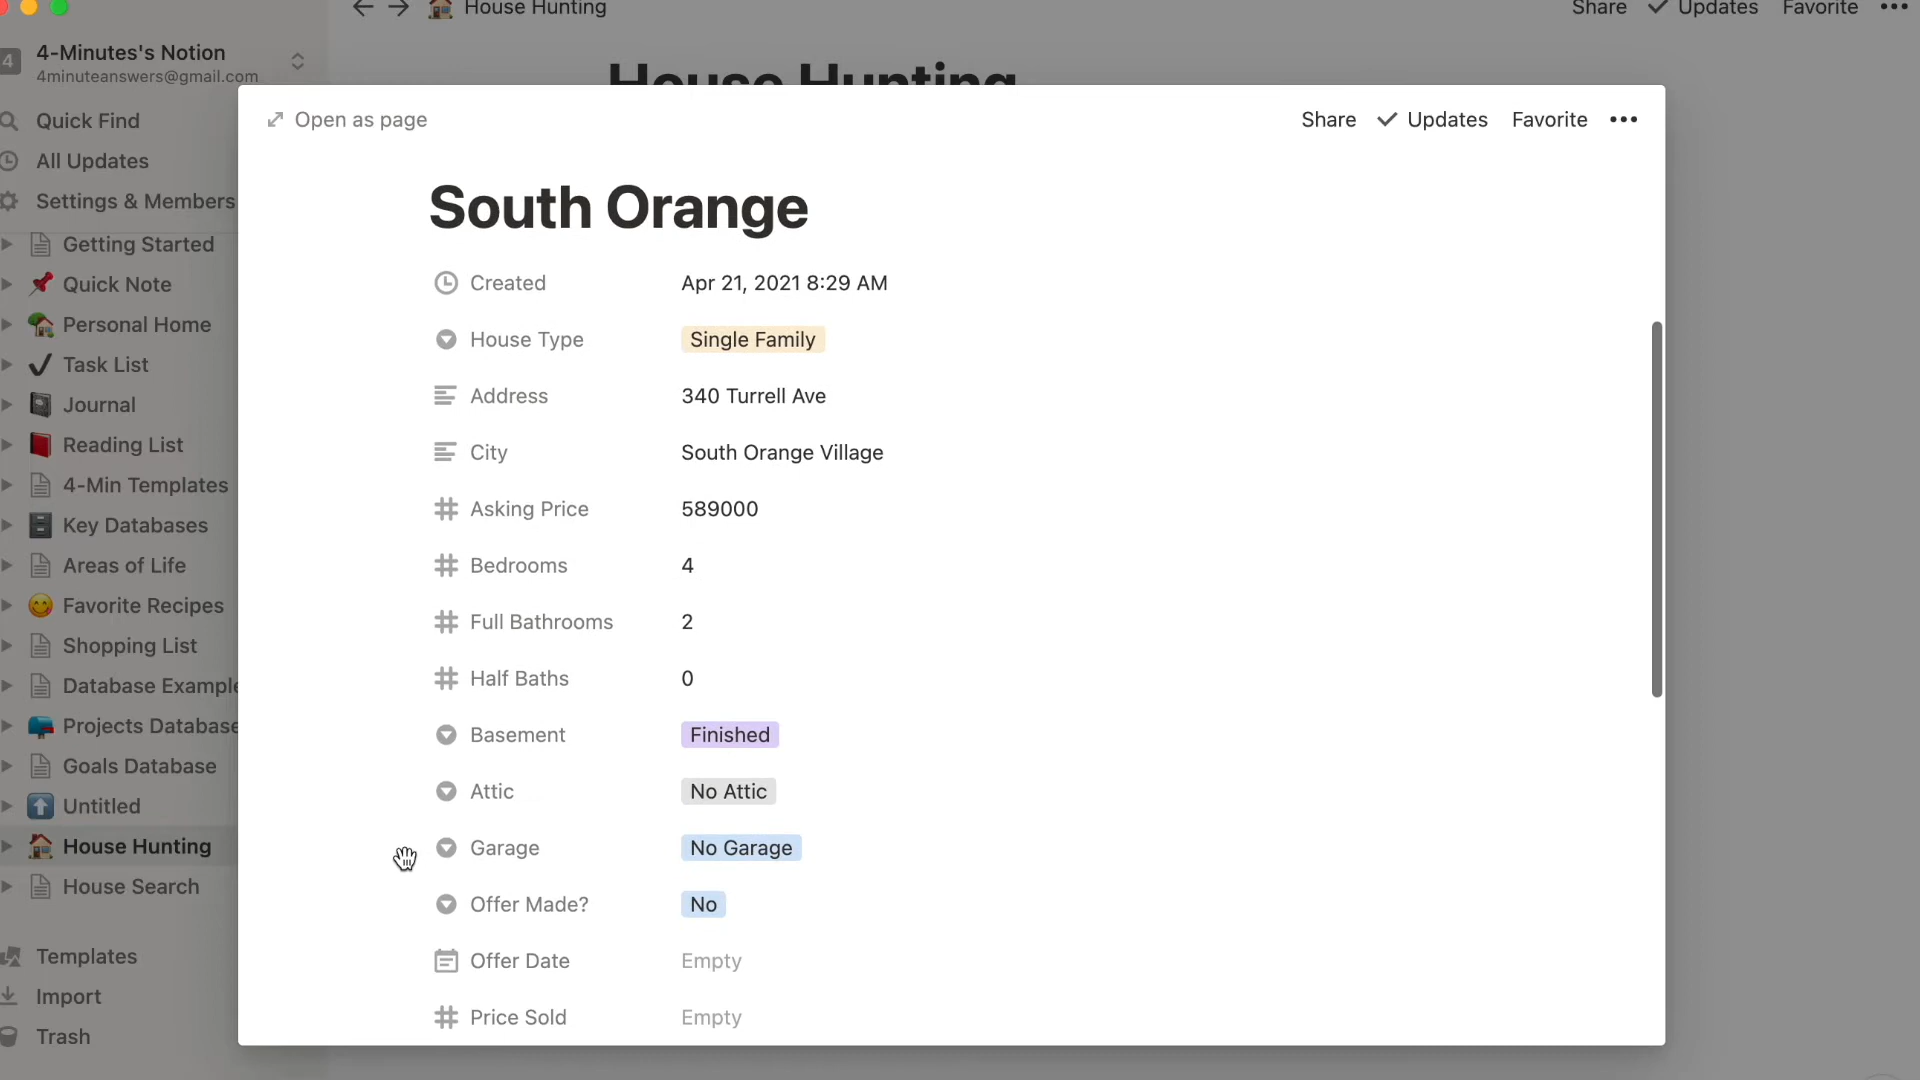 House Hunting
Share
Updates
Favorite
4
4-Minutes's Notion
4minuteanswers@gmail.com
Quick Find
All Updates
Settings & Members
Getting Started
Quick Note
Personal Home
Task List
Journal
Reading List
4-Min Templates
Key Databases
Areas of Life
Favorite Recipes
Shopping List
Database Example
Projects Database
Goals Database
Untitled
House Hunting
House Search
Templates
Import
Trash
House Hunting
Open as page
Share
Updates
Favorite
South Orange
Created Apr 21, 2021 8:29 AM
House Type Single Family
Address 340 Turrell Ave
City South Orange Village
Asking Price 589000
Bedrooms 4
Full Bathrooms 2
Half Baths 0
Basement Finished
Attic No Attic
Garage No Garage
Offer Made? No
Offer Date Empty
Price Sold Empty